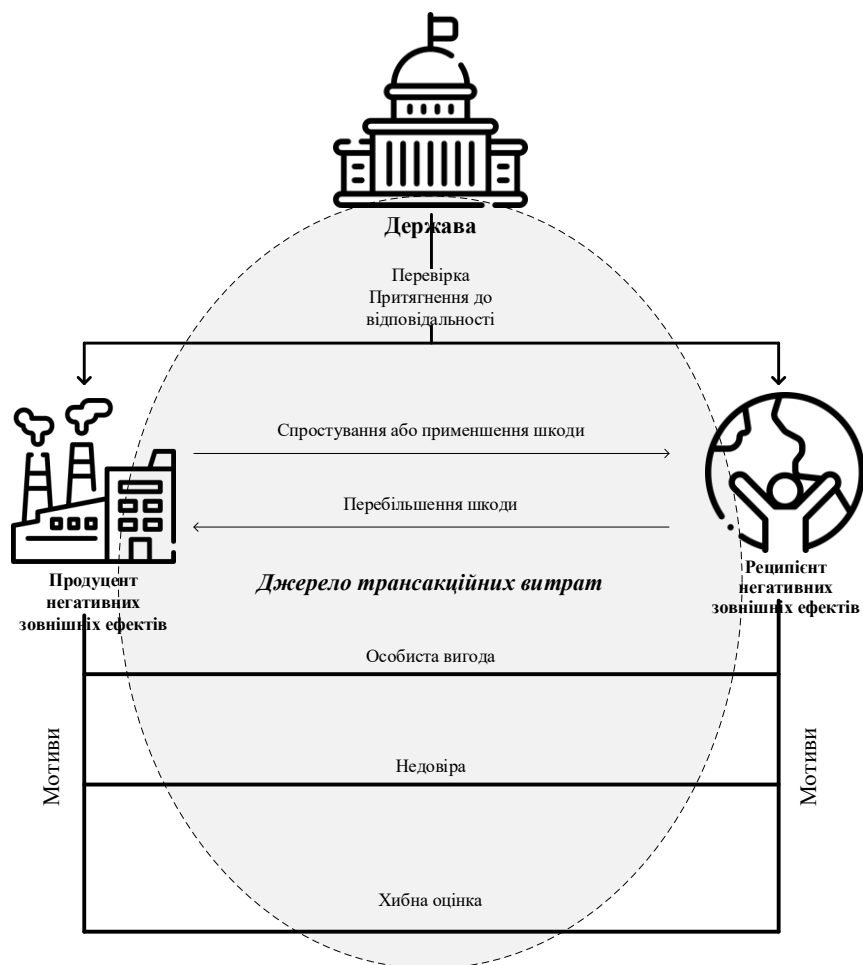 Держава
Перевірка
Притягнення до
відповідальності
Спростування або применшення шкоди
Перебільшення шкоди
Джерело трансакційних витрат
Продуцент
негативних
зовнішніх ефектів
Реципієнт
негативних
зовнішніх ефектів
Особиста вигода
Мотиви
Недовіра
Мотиви
Хибна оцінка